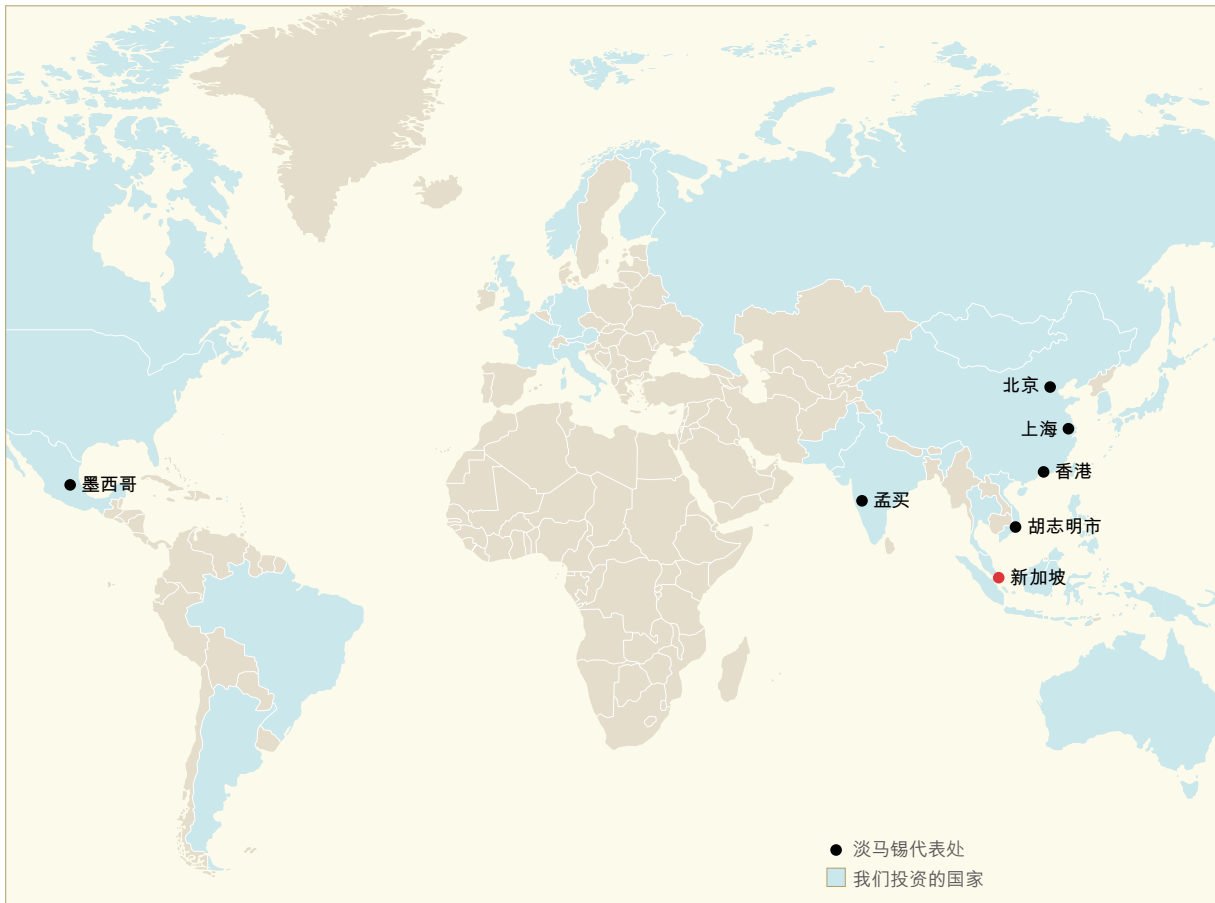 北京
上海
香港
墨西哥
孟买
胡志明市
新加坡
淡马锡代表处
我们投资的国家